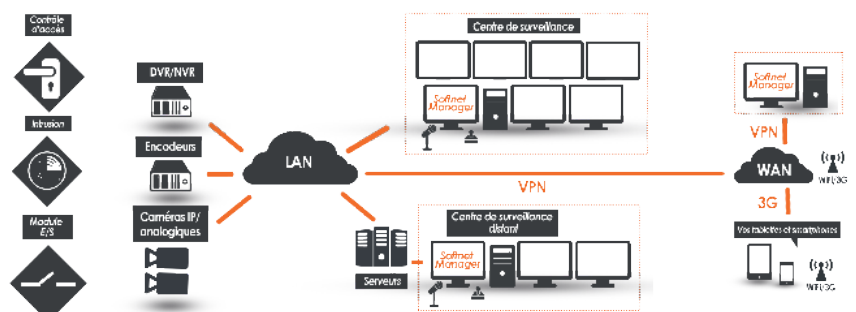 Contrôle
d'accès
Intrusion
Module
E/S
DVR/NVR
Encodeurs
Caméras IP/
analogiques
LAN
Centre de surveillance
Softnet
Manager
VPN
Serveurs
Centre de surveillance
distant
Softnet
Manager
Softnet
Manager
VPN
WAN
WIFI/3G
3G
Vos tablettes et smartphones
WIFI/3G